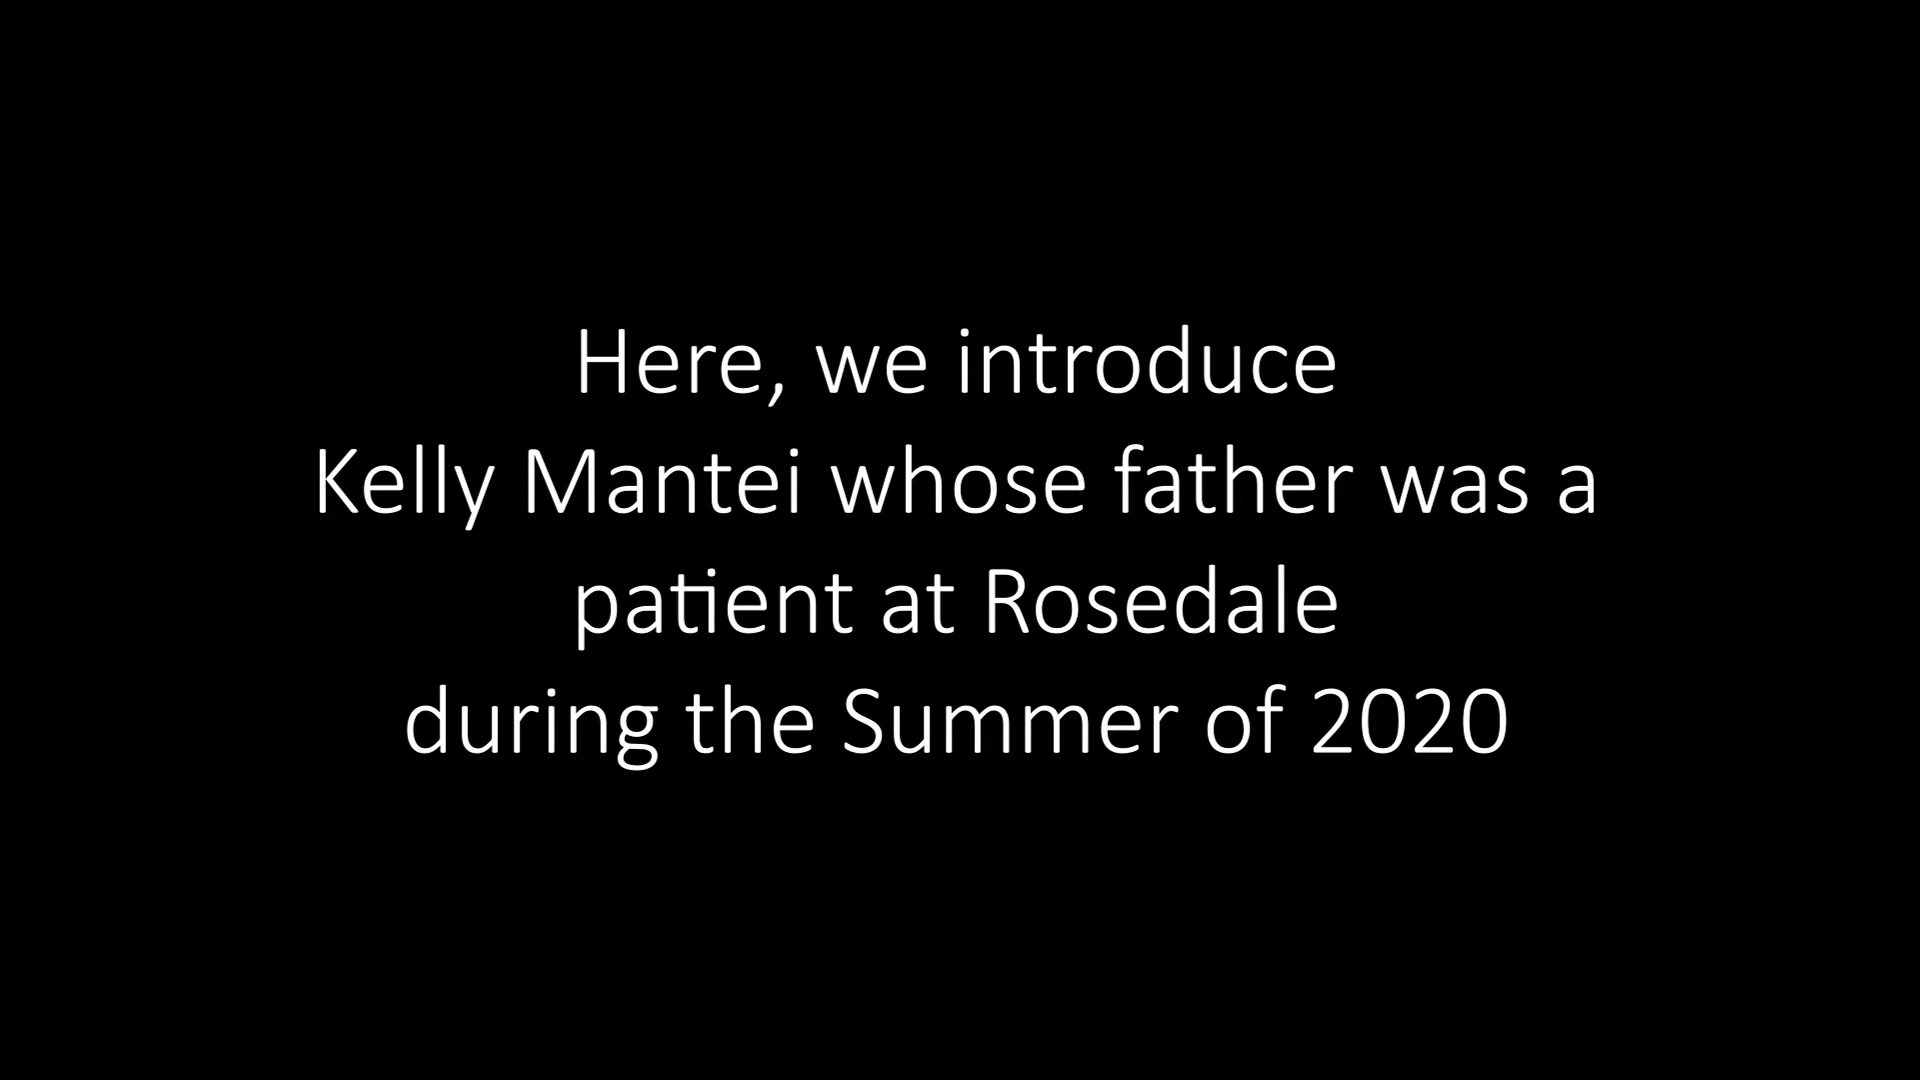 Here, we introduce
Kelly Mantei whose father was a
patient at Rosedale
during the Summer of 2020